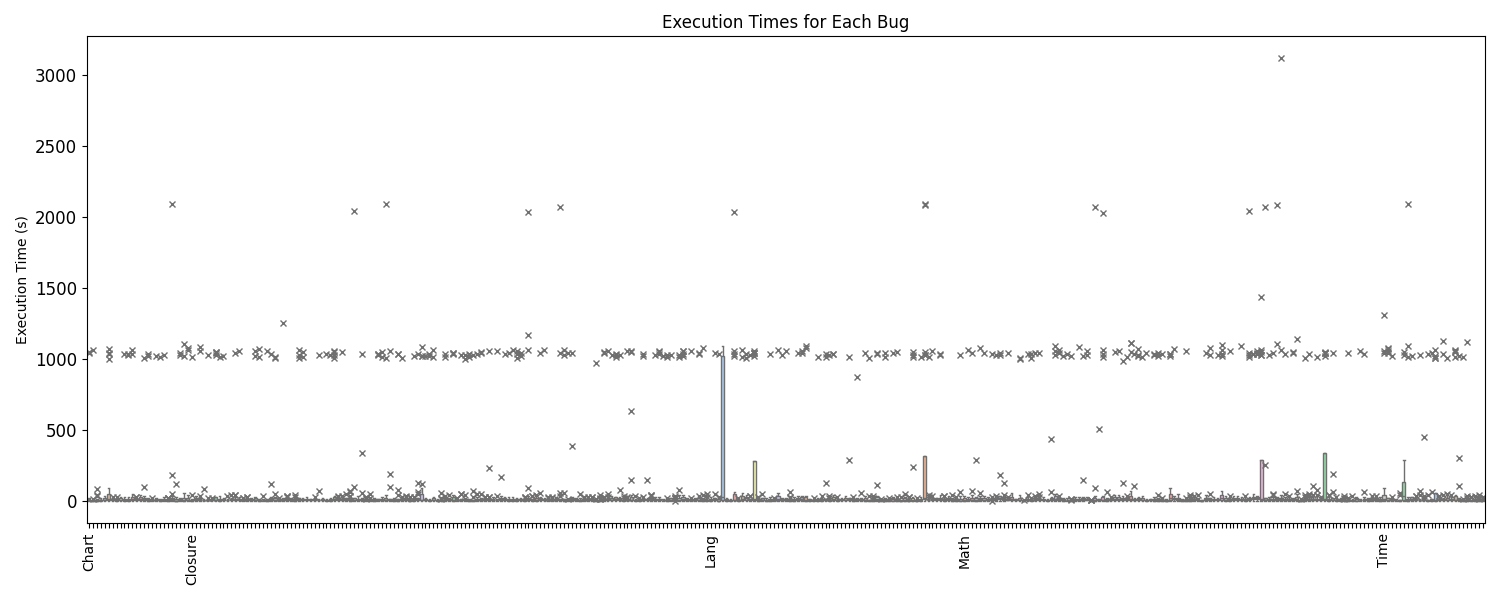 Execution Times for Each Bug
Execution Time (s)
3000
2500
2000
1500
1000
500
0
Chart
Closure
Lang
Math
Time